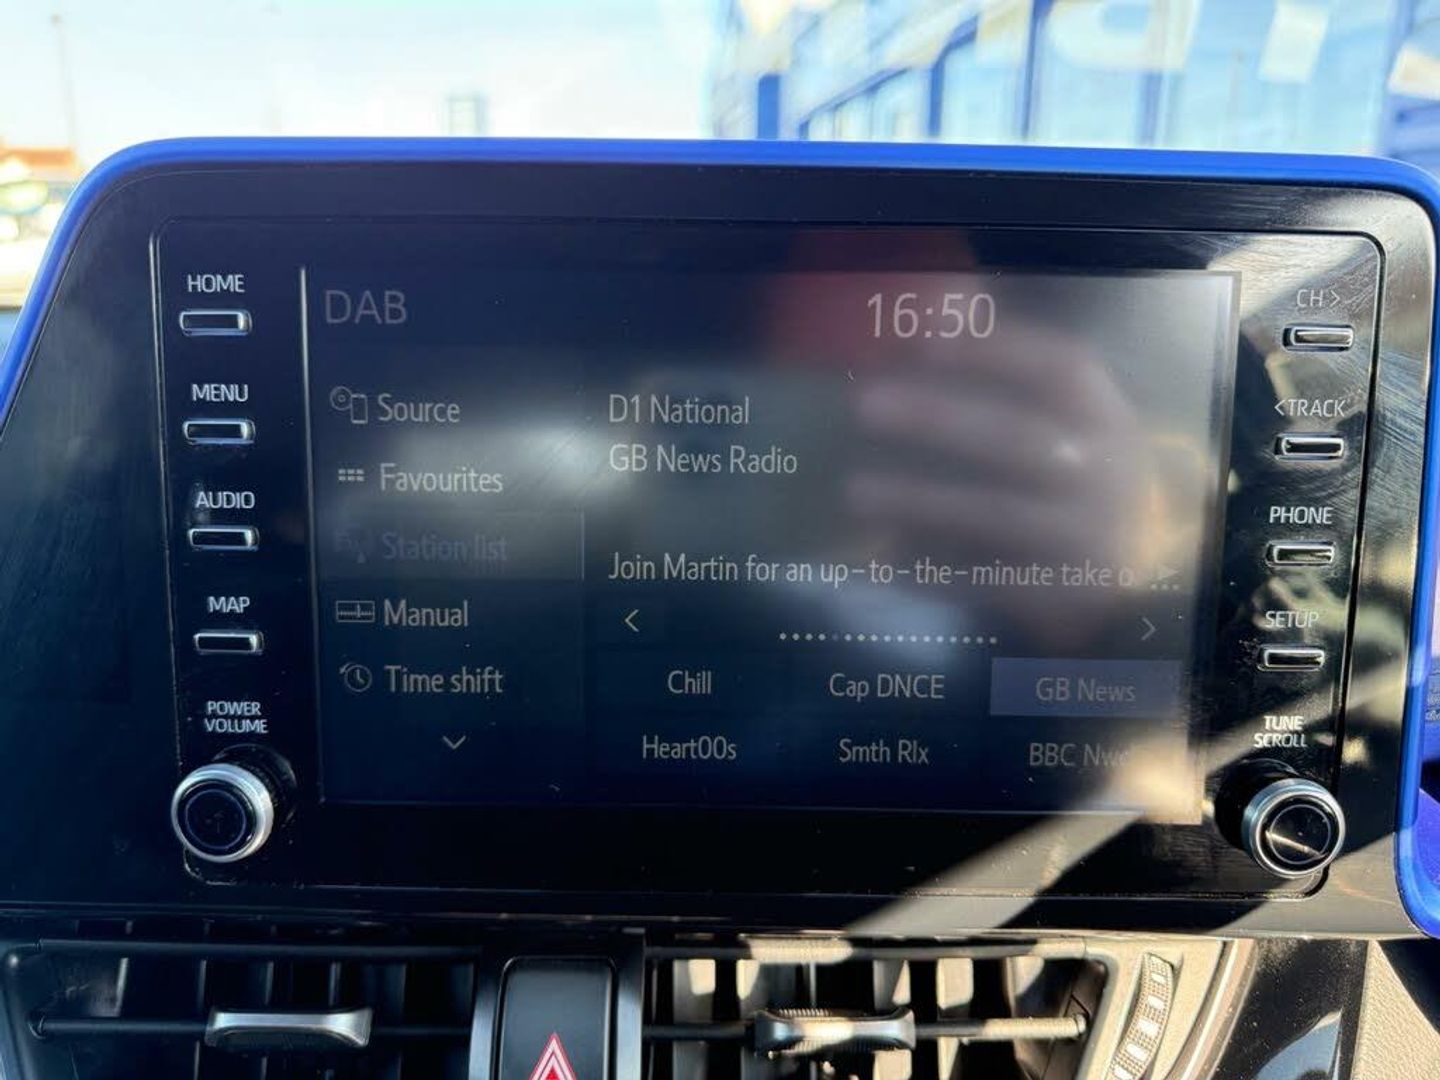 HOME
MENU
AUDIO
MAP
POWER
VOLUME
DAB
16:50
Source
Favourites
Station list
Manual
Time shift
D1 National
GB News Radio
Join Martin for an up-to-the-minute take o...
Chill
Cap DNCE
GB News
Heart00s
Smth Rlx
BBC
CH>
<TRACK
PHONE
SETUP
TUNE
SCROLL